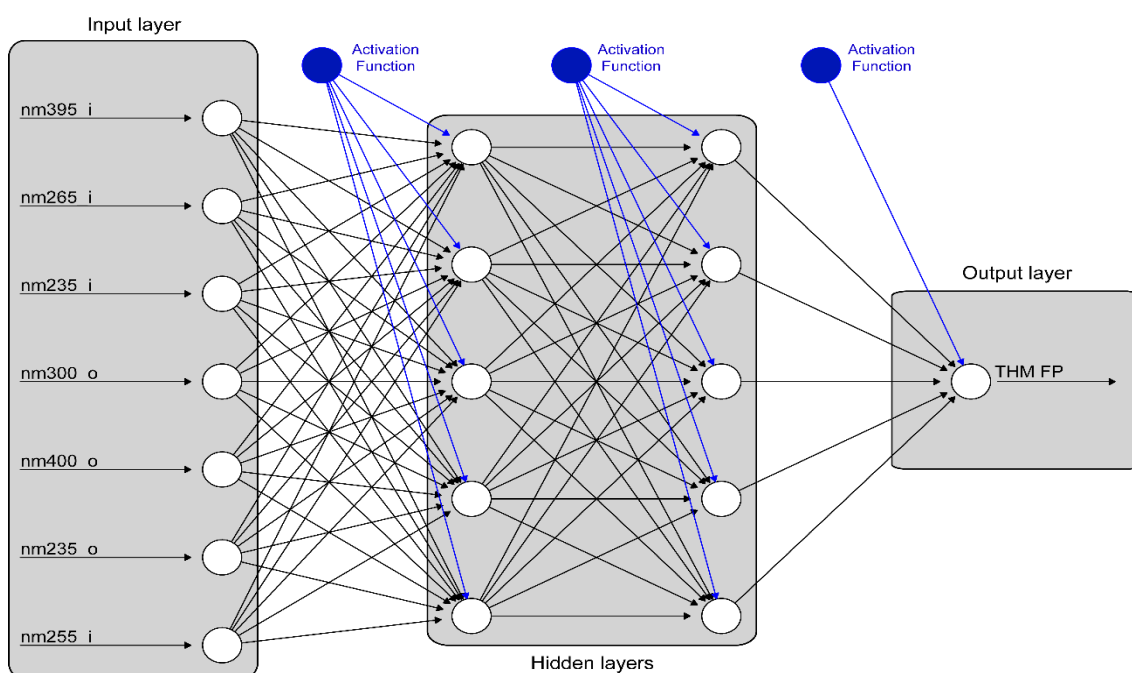 Input layer
Activation
Function
Activation
Function
Activation
Function
nm395_i
nm265_i
nm235_i
nm300_o
nm400_o
nm235_o
nm255_i
Output layer
THM FP
Hidden layers